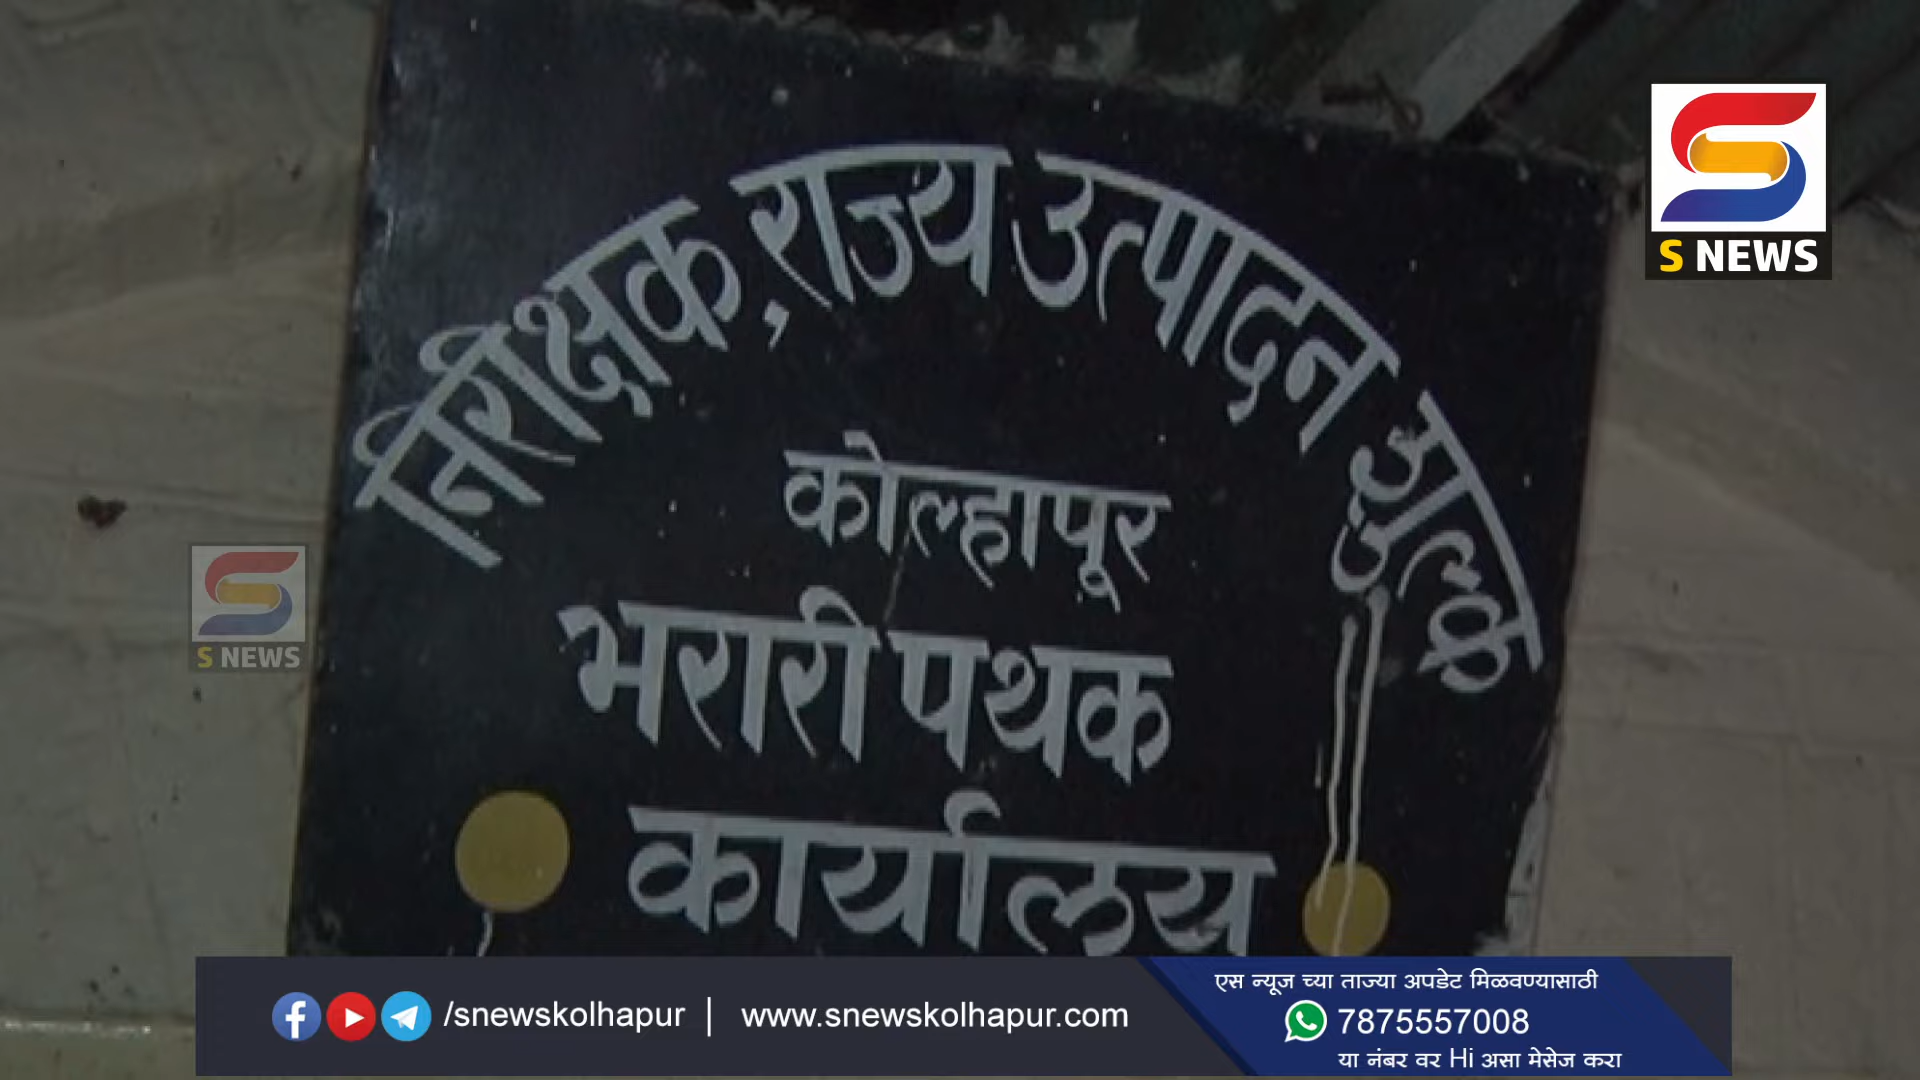 S NEWS
निरिक्षक, राज्य उत्पादन शुल्क
कोल्हापूर
भरारी पथक
कार्यालय
S NEWS
/snewskolhapur | www.snewskolhapur.com
एस न्यूज च्या ताज्या अपडेट मिळवण्यासाठी
7875557008
या नंबर वर Hi असा मेसेज करा